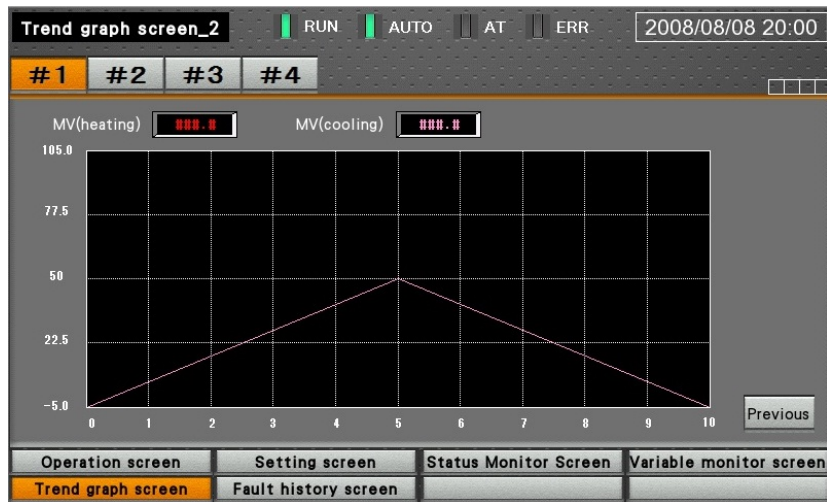 Trend graph screen_2 RUN AUTO AT ERR 2008/08/08 20:00
#1 #2 #3 #4
MV(heating) ###.# MV(cooling) ###.#
105.0
77.5
50
22.5
-5.0
0 1 2 3 4 5 6 7 8 9 10
Previous
Operation screen Setting screen Status Monitor Screen Variable monitor screen
Trend graph screen Fault history screen